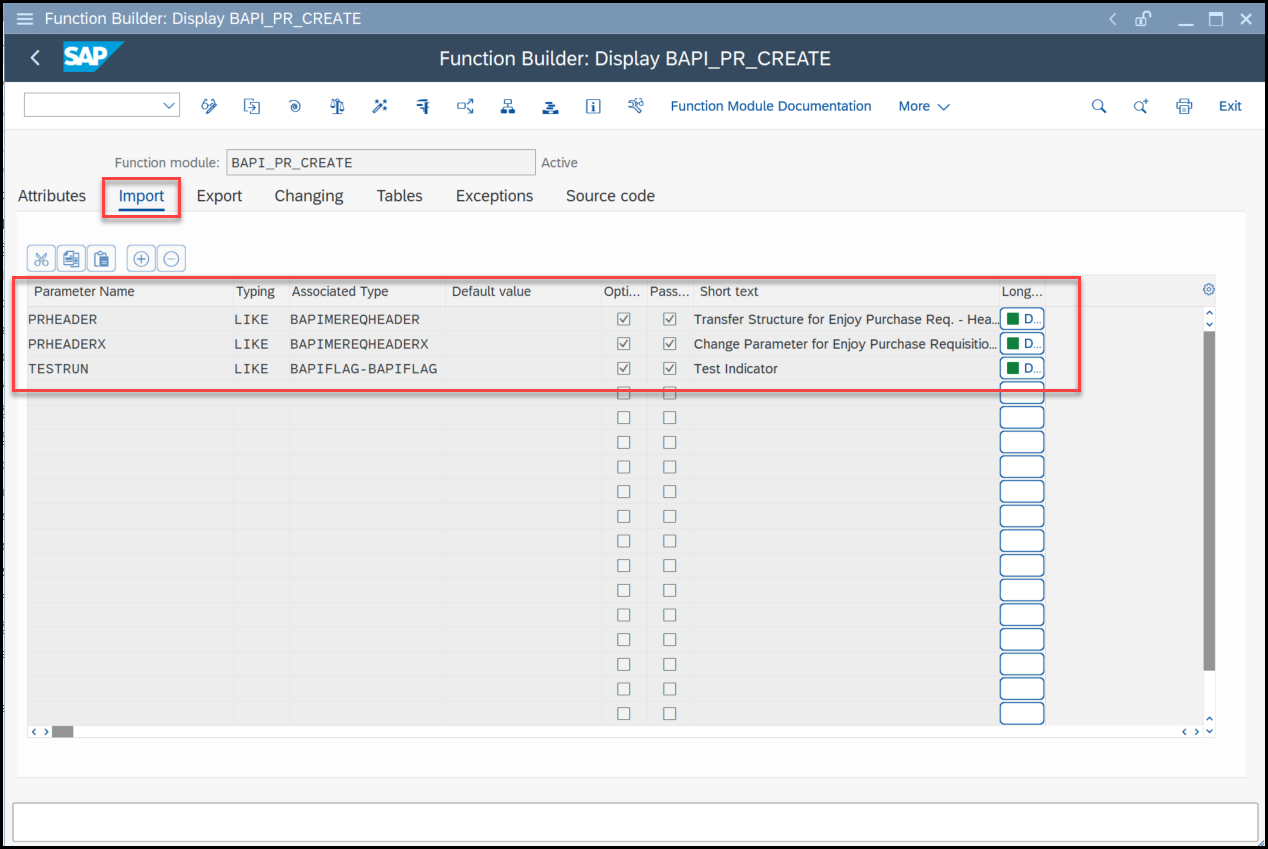 Function Builder: Display BAPI_PR_CREATE
SAP Function Builder: Display BAPI_PR_CREATE
Function Module Documentation More Exit
Function module: BAPI_PR_CREATE Active
Attributes Import Export Changing Tables Exceptions Source code
Parameter Name Typing Associated Type Default value Opti... Pass... Short text Long...
PRHEADER LIKE BAPIMEREQHEADER Transfer Structure for Enjoy Purchase Req. - Hea... D...
PRHEADERX LIKE BAPIMEREQHEADERX Change Parameter for Enjoy Purchase Requisitio... D...
TESTRUN LIKE BAPIFLAG-BAPIFLAG Test Indicator D...